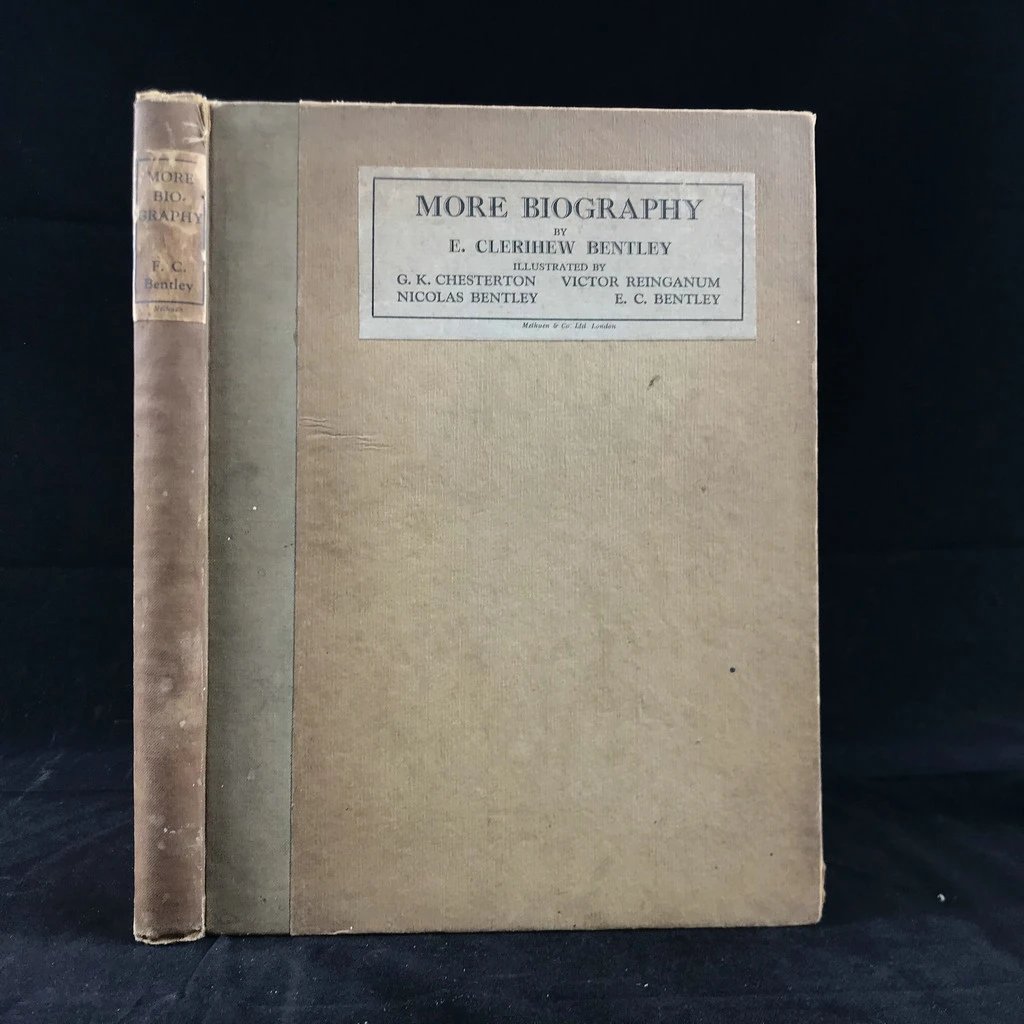 MORE
BIO-
GRAPHY
E. C.
Bentley
Methuen
MORE BIOGRAPHY
BY
E. CLERIHEW BENTLEY
ILLUSTRATED BY
G. K. CHESTERTON VICTOR REINGANUM
NICOLAS BENTLEY E. C. BENTLEY
Methuen & Co. Ltd. London